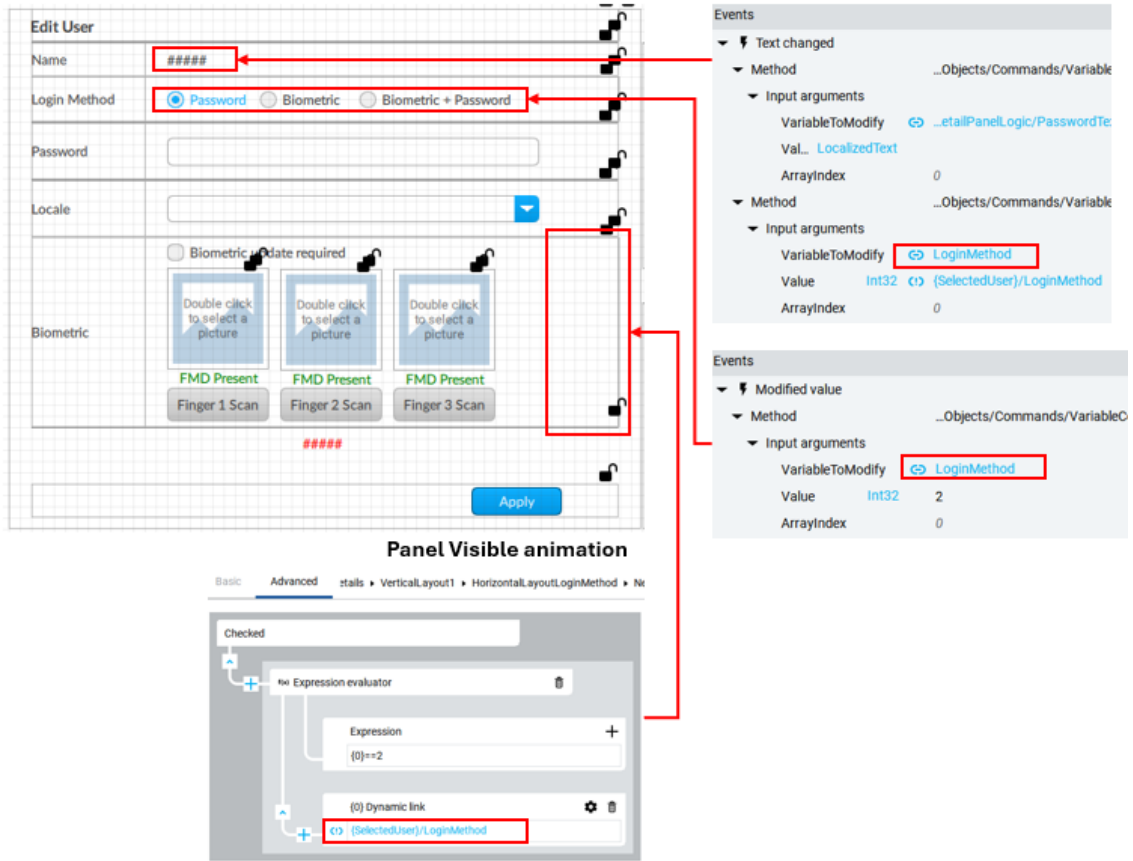 Edit User
Name
#####
Login Method
Password
Biometric
Biometric + Password
Password
Locale
Biometric update required
Double click
to select a
picture
Double click
to select a
picture
Double click
to select a
picture
Biometric
FMD Present
FMD Present
FMD Present
Finger 1 Scan
Finger 2 Scan
Finger 3 Scan
#####
Apply
Events
Text changed
Method
...Objects/Commands/Variable
Input arguments
VariableToModify
...etailPanelLogic/PasswordTe
Val...
LocalizedText
ArrayIndex
0
Method
...Objects/Commands/Variable
Input arguments
VariableToModify
LoginMethod
Value
Int32
{SelectedUser}/LoginMethod
ArrayIndex
0
Events
Modified value
Method
...Objects/Commands/VariableC
Input arguments
VariableToModify
LoginMethod
Value
Int32
2
ArrayIndex
0
Panel Visible animation
Basic
Advanced
etails ▸ VerticalLayout1 ▸ HorizontalLayoutLoginMethod ▸ Ne
Checked
f(x) Expression evaluator
Expression
{0}==2
{0} Dynamic link
{SelectedUser}/LoginMethod